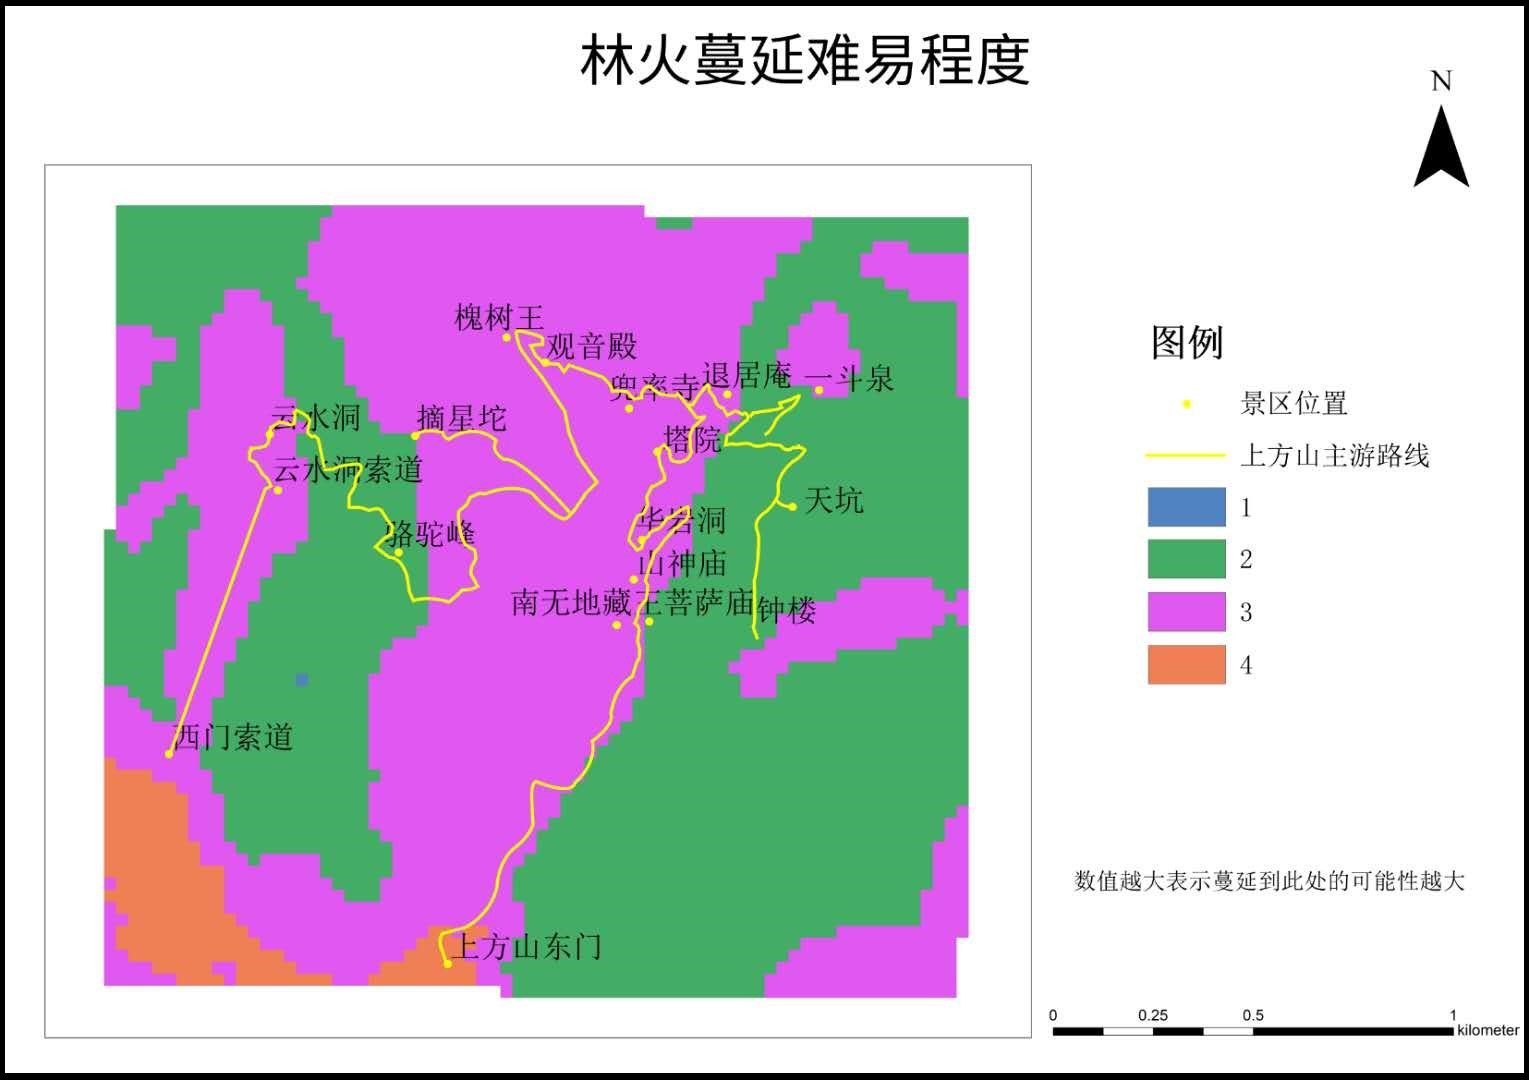 林火蔓延难易程度
N
槐树王
观音殿
兜率寺
退居庵
一斗泉
云水洞
摘星坨
塔院
云水洞索道
天坑
华岩洞
骆驼峰
山神庙
南无地藏王菩萨庙
钟楼
西门索道
上方山东门
图例
景区位置
上方山主游路线
1
2
3
4
数值越大表示蔓延到此处的可能性越大
0 0.25 0.5 1
kilometer